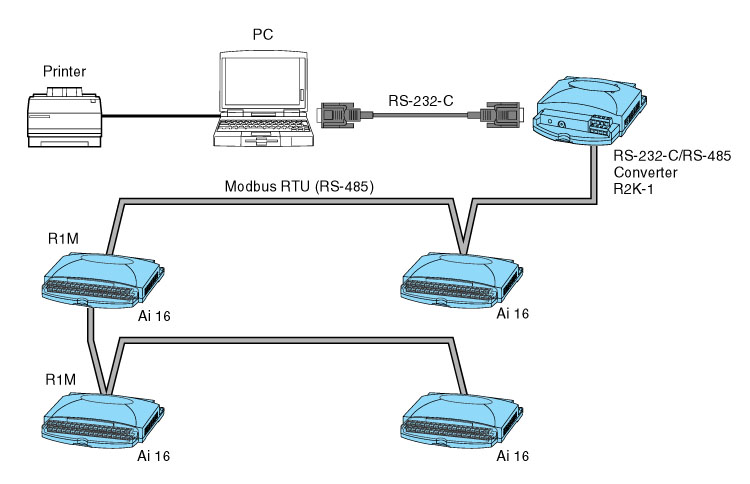 PC
Printer
RS-232-C
RS-232-C/RS-485
Converter
R2K-1
Modbus RTU (RS-485)
R1M
Ai 16
Ai 16
R1M
Ai 16
Ai 16